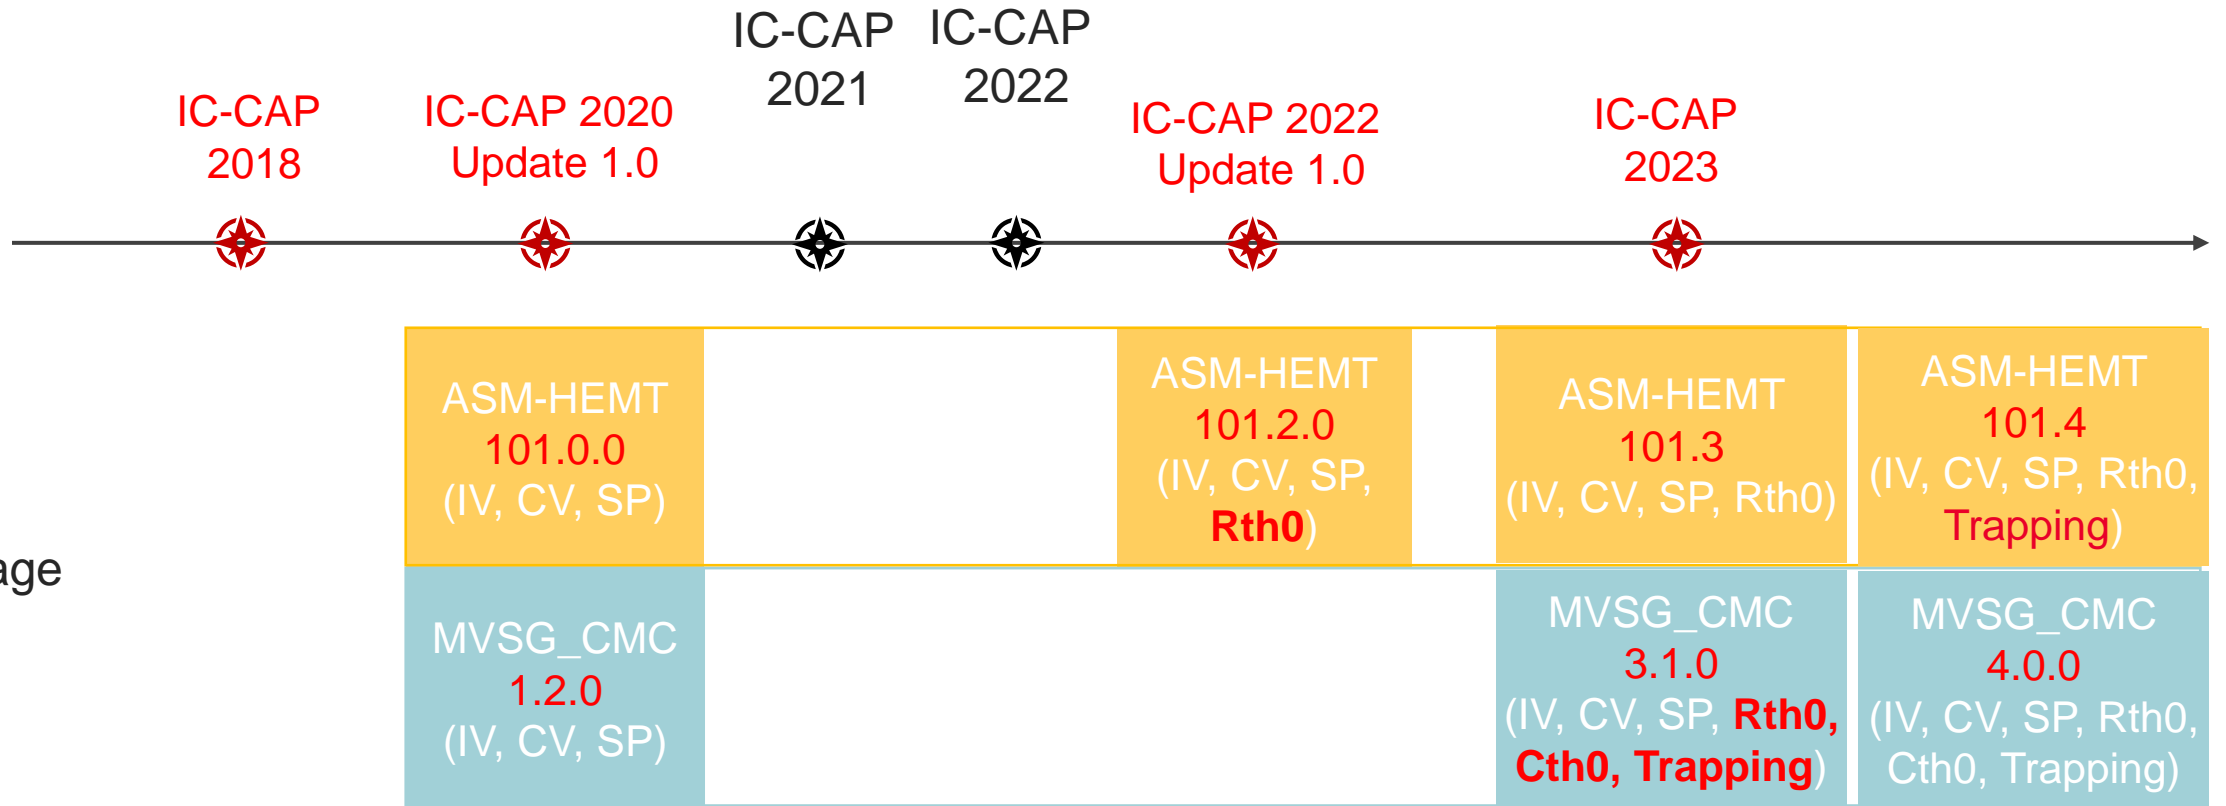 IC-CAP
2018
IC-CAP 2020
Update 1.0
IC-CAP
2021
IC-CAP
2022
IC-CAP 2022
Update 1.0
IC-CAP
2023
ASM-HEMT
101.0.0
(IV, CV, SP)
ASM-HEMT
101.2.0
(IV, CV, SP,
Rth0)
ASM-HEMT
101.3
(IV, CV, SP, Rth0)
ASM-HEMT
101.4
(IV, CV, SP, Rth0,
Trapping)
age
MVSG_CMC
1.2.0
(IV, CV, SP)
MVSG_CMC
3.1.0
(IV, CV, SP, Rth0,
Cth0, Trapping)
MVSG_CMC
4.0.0
(IV, CV, SP, Rth0,
Cth0, Trapping)